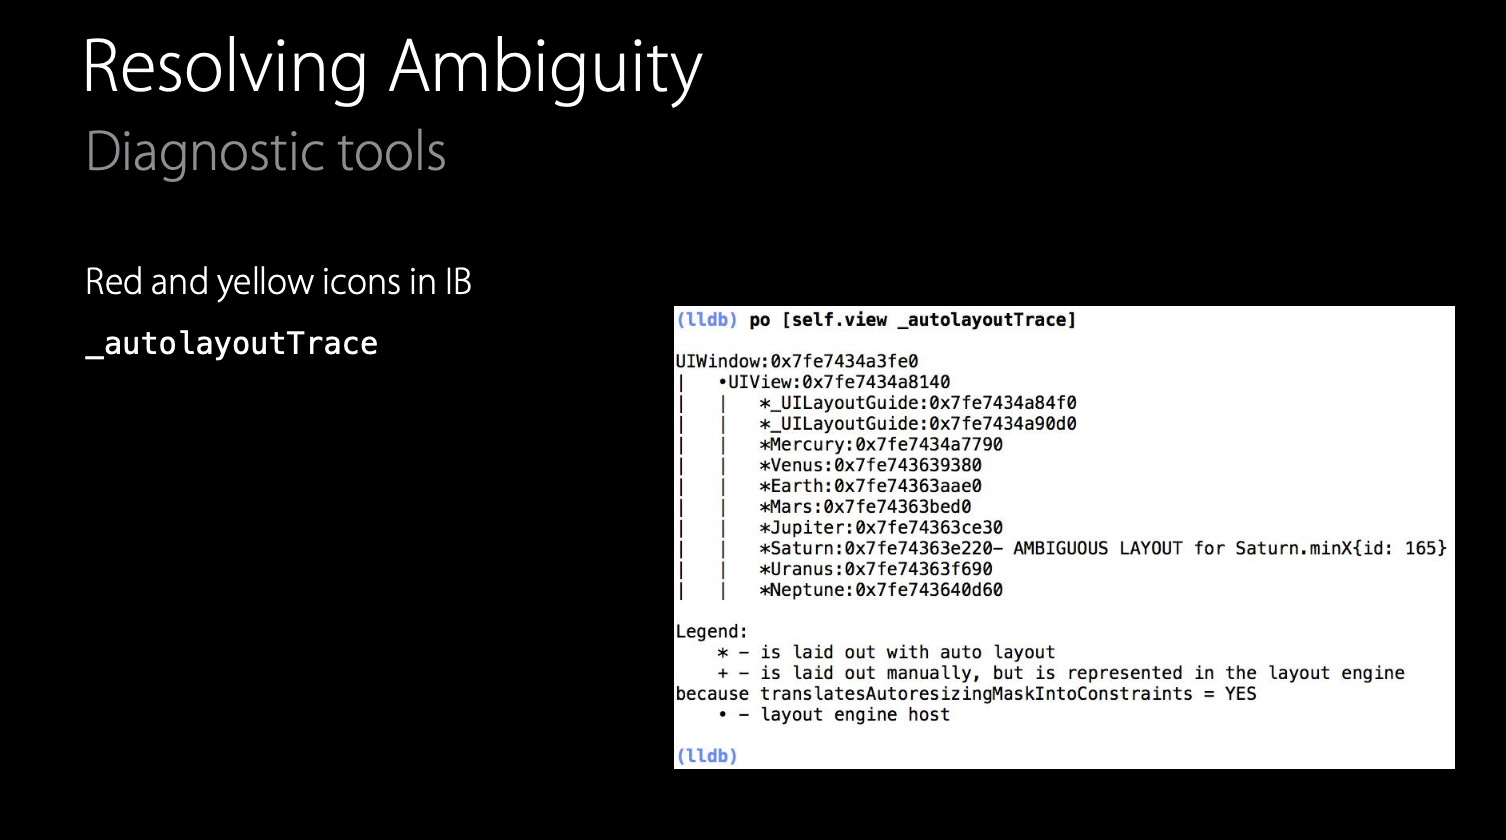 Resolving Ambiguity
Diagnostic tools
Red and yellow icons in IB
_autolayoutTrace
(lldb) po [self.view _autolayoutTrace]
UIWindow:0x7fe7434a3fe0
|   •UIView:0x7fe7434a8140
|   |   *_UILayoutGuide:0x7fe7434a84f0
|   |   *_UILayoutGuide:0x7fe7434a90d0
|   |   *Mercury:0x7fe7434a7790
|   |   *Venus:0x7fe743639380
|   |   *Earth:0x7fe74363aae0
|   |   *Mars:0x7fe74363bed0
|   |   *Jupiter:0x7fe74363ce30
|   |   *Saturn:0x7fe74363e220- AMBIGUOUS LAYOUT for Saturn.minX{id: 165}
|   |   *Uranus:0x7fe74363f690
|   |   *Neptune:0x7fe743640d60
Legend:
* - is laid out with auto layout
+ - is laid out manually, but is represented in the layout engine
because translatesAutoresizingMaskIntoConstraints = YES
• - layout engine host
(lldb)